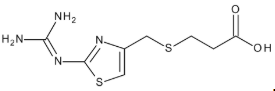 NH₂ O
H₂N N N S OH
S
.